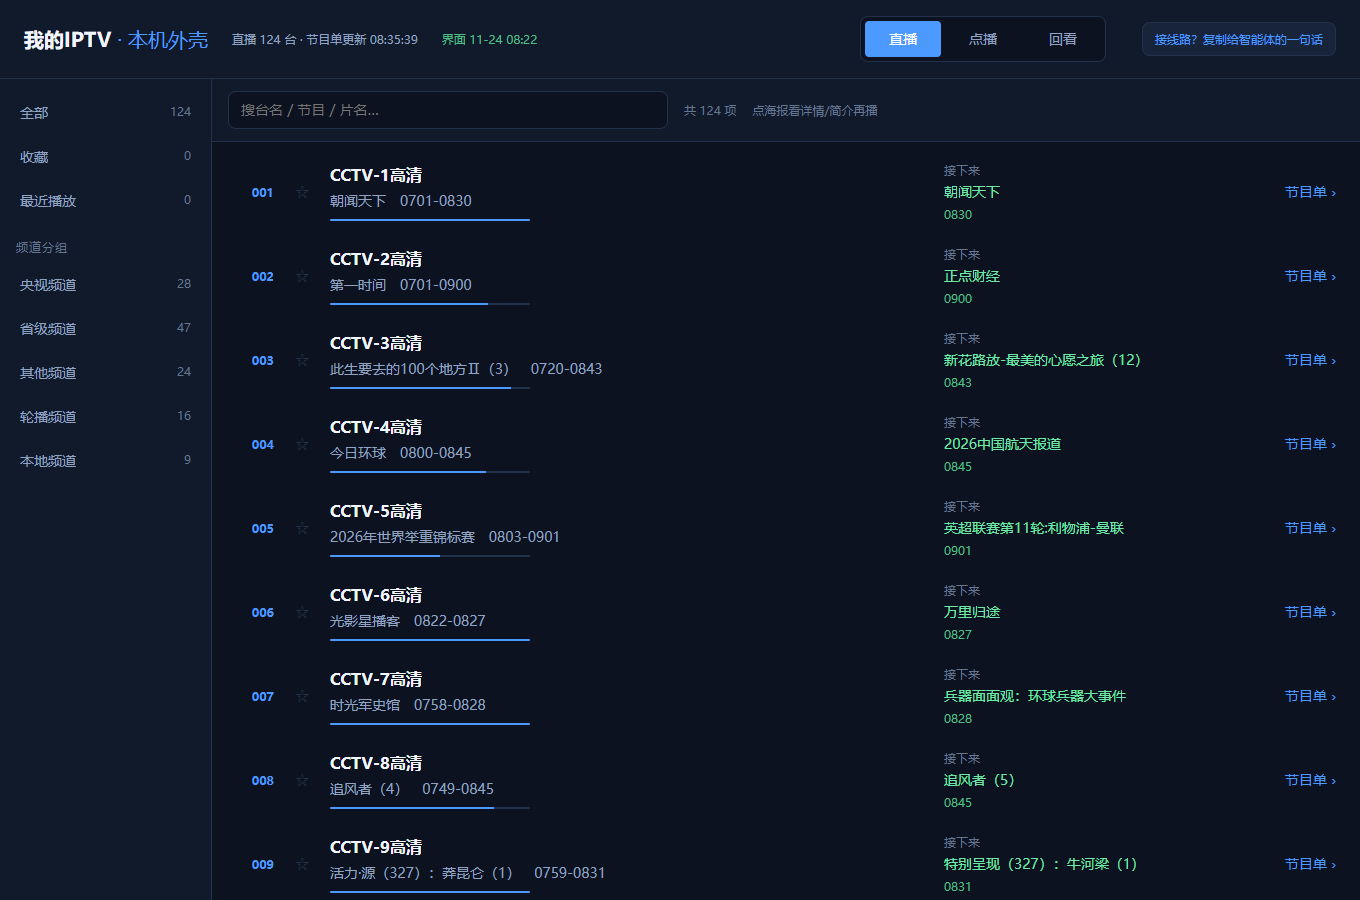 我的IPTV · 本机外壳 直播 124 台 · 节目单更新 08:35:39 界面 11-24 08:22 直播 点播 回看 接线路？复制给智能体的一句话
全部 124
收藏 0
最近播放 0
频道分组
央视频道 28
省级频道 47
其他频道 24
轮播频道 16
本地频道 9
搜台名 / 节目 / 片名... 共 124 项 点海报看详情/简介再播
001 ☆ CCTV-1高清
朝闻天下 0701-0830
接下来
朝闻天下
0830
节目单 ›
002 ☆ CCTV-2高清
第一时间 0701-0900
接下来
正点财经
0900
节目单 ›
003 ☆ CCTV-3高清
此生要去的100个地方Ⅱ（3） 0720-0843
接下来
新花路放-最美的心愿之旅（12）
0843
节目单 ›
004 ☆ CCTV-4高清
今日环球 0800-0845
接下来
2026中国航天报道
0845
节目单 ›
005 ☆ CCTV-5高清
2026年世界举重锦标赛 0803-0901
接下来
英超联赛第11轮:利物浦-曼联
0901
节目单 ›
006 ☆ CCTV-6高清
光影星播客 0822-0827
接下来
万里归途
0827
节目单 ›
007 ☆ CCTV-7高清
时光军史馆 0758-0828
接下来
兵器面面观：环球兵器大事件
0828
节目单 ›
008 ☆ CCTV-8高清
追风者（4） 0749-0845
接下来
追风者（5）
0845
节目单 ›
009 ☆ CCTV-9高清
活力·源（327）：莽昆仑（1） 0759-0831
接下来
特别呈现（327）：牛河梁（1）
0831
节目单 ›